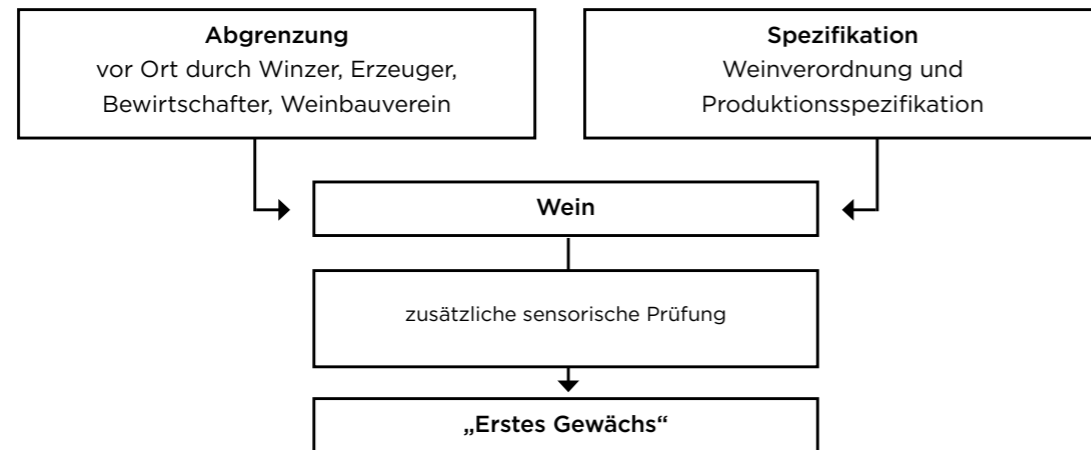 Abgrenzung
vor Ort durch Winzer, Erzeuger,
Bewirtschafter, Weinbauverein
Spezifikation
Weinverordnung und
Produktionsspezifikation
Wein
zusätzliche sensorische Prüfung
„Erstes Gewächs“